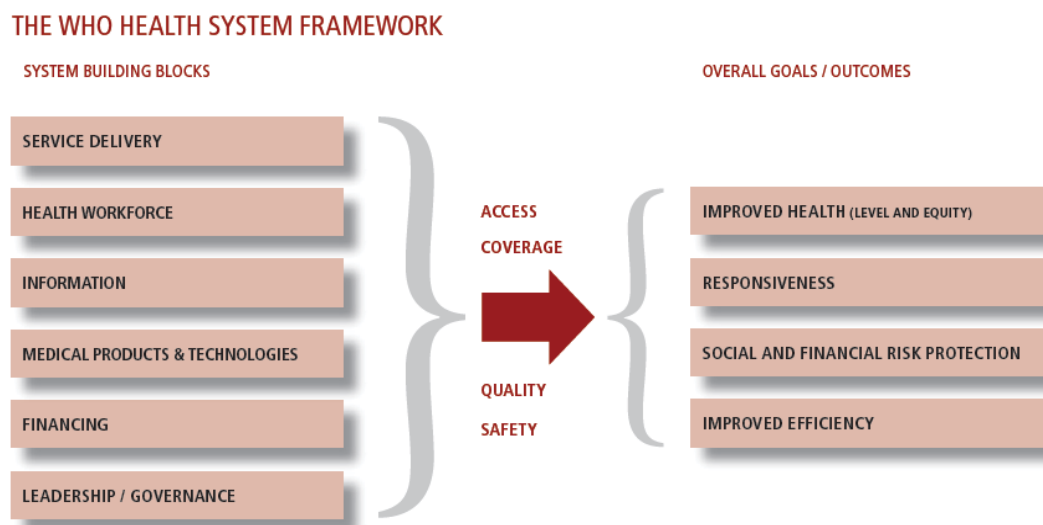 THE WHO HEALTH SYSTEM FRAMEWORK
SYSTEM BUILDING BLOCKS
OVERALL GOALS / OUTCOMES
SERVICE DELIVERY
HEALTH WORKFORCE
INFORMATION
MEDICAL PRODUCTS & TECHNOLOGIES
FINANCING
LEADERSHIP / GOVERNANCE
ACCESS
COVERAGE
QUALITY
SAFETY
IMPROVED HEALTH (LEVEL AND EQUITY)
RESPONSIVENESS
SOCIAL AND FINANCIAL RISK PROTECTION
IMPROVED EFFICIENCY